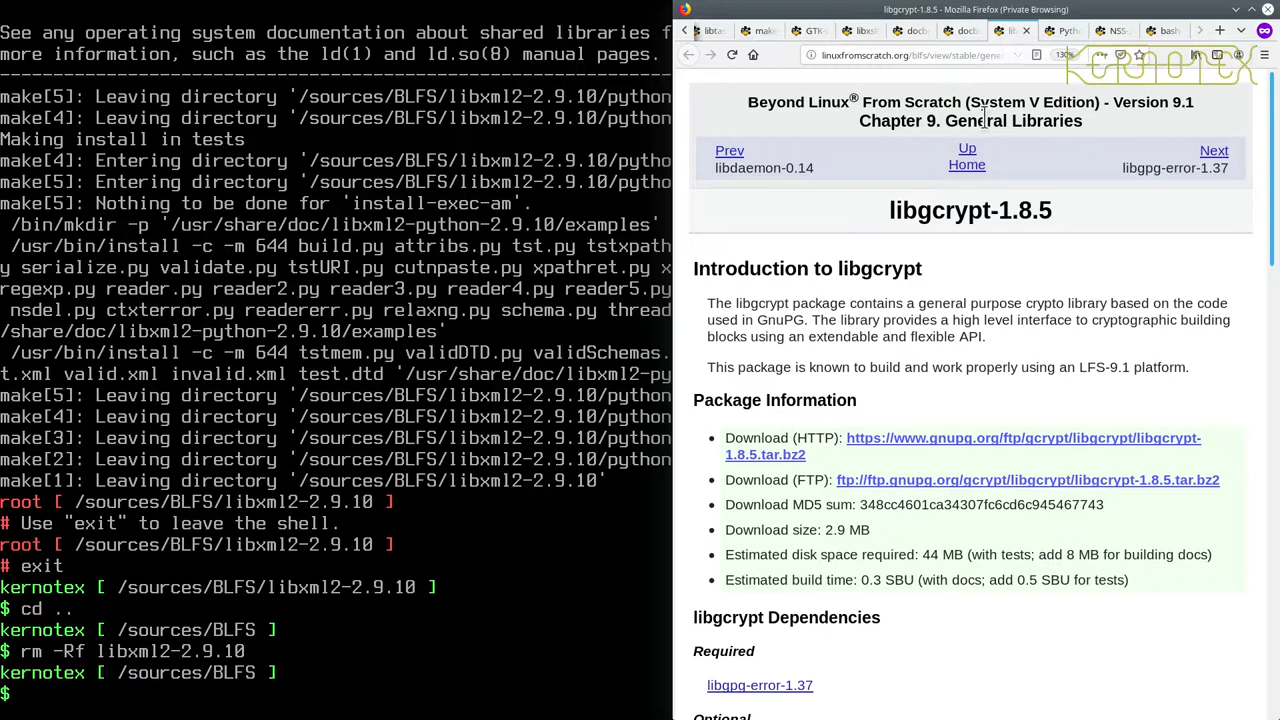 See any operating system documentation about shared libraries f
more information, such as the ld(1) and ld.so(8) manual pages.
----------------------------------------------------------------------
make[5]: Leaving directory '/sources/BLFS/libxml2-2.9.10/python
make[4]: Leaving directory '/sources/BLFS/libxml2-2.9.10/python
Making install in tests
make[4]: Entering directory '/sources/BLFS/libxml2-2.9.10/pytho
make[5]: Entering directory '/sources/BLFS/libxml2-2.9.10/pytho
make[5]: Nothing to be done for 'install-exec-am'.
/bin/mkdir -p '/usr/share/doc/libxml2-python-2.9.10/examples'
/usr/bin/install -c -m 644 build.py attribs.py tst.py tstxpath
y serialize.py validate.py tstURI.py cutnpaste.py xpathret.py x
regexp.py reader.py reader2.py reader3.py reader4.py reader5.py
nsdel.py ctxterror.py readererr.py relaxng.py schema.py thread
/share/doc/libxml2-python-2.9.10/examples'
/usr/bin/install -c -m 644 tstmem.py validDTD.py validSchemas.
t.xml valid.xml invalid.xml test.dtd '/usr/share/doc/libxml2-py
make[5]: Leaving directory '/sources/BLFS/libxml2-2.9.10/python
make[4]: Leaving directory '/sources/BLFS/libxml2-2.9.10/python
make[3]: Leaving directory '/sources/BLFS/libxml2-2.9.10/python
make[2]: Leaving directory '/sources/BLFS/libxml2-2.9.10/python
make[1]: Leaving directory '/sources/BLFS/libxml2-2.9.10'
root [ /sources/BLFS/libxml2-2.9.10 ]
# Use "exit" to leave the shell.
root [ /sources/BLFS/libxml2-2.9.10 ]
# exit
kernotex [ /sources/BLFS/libxml2-2.9.10 ]
$ cd ..
kernotex [ /sources/BLFS ]
$ rm -Rf libxml2-2.9.10
kernotex [ /sources/BLFS ]
$
libgcrypt-1.8.5 - Mozilla Firefox (Private Browsing)
libtas make GTK-D libxsl docb docbo lib Pytho NSS- bash
linuxfromscratch.org/blfs/view/stable/gene 130%
KERNOTEX
Beyond Linux® From Scratch (System V Edition) - Version 9.1
Chapter 9. General Libraries
Prev Up Next
libdaemon-0.14 Home libgpg-error-1.37
libgcrypt-1.8.5
Introduction to libgcrypt
The libgcrypt package contains a general purpose crypto library based on the code
used in GnuPG. The library provides a high level interface to cryptographic building
blocks using an extendable and flexible API.
This package is known to build and work properly using an LFS-9.1 platform.
Package Information
Download (HTTP): https://www.gnupg.org/ftp/gcrypt/libgcrypt/libgcrypt-
1.8.5.tar.bz2
Download (FTP): ftp://ftp.gnupg.org/gcrypt/libgcrypt/libgcrypt-1.8.5.tar.bz2
Download MD5 sum: 348cc4601ca34307fc6cd6c945467743
Download size: 2.9 MB
Estimated disk space required: 44 MB (with tests; add 8 MB for building docs)
Estimated build time: 0.3 SBU (with docs; add 0.5 SBU for tests)
libgcrypt Dependencies
Required
libgpg-error-1.37
Optional